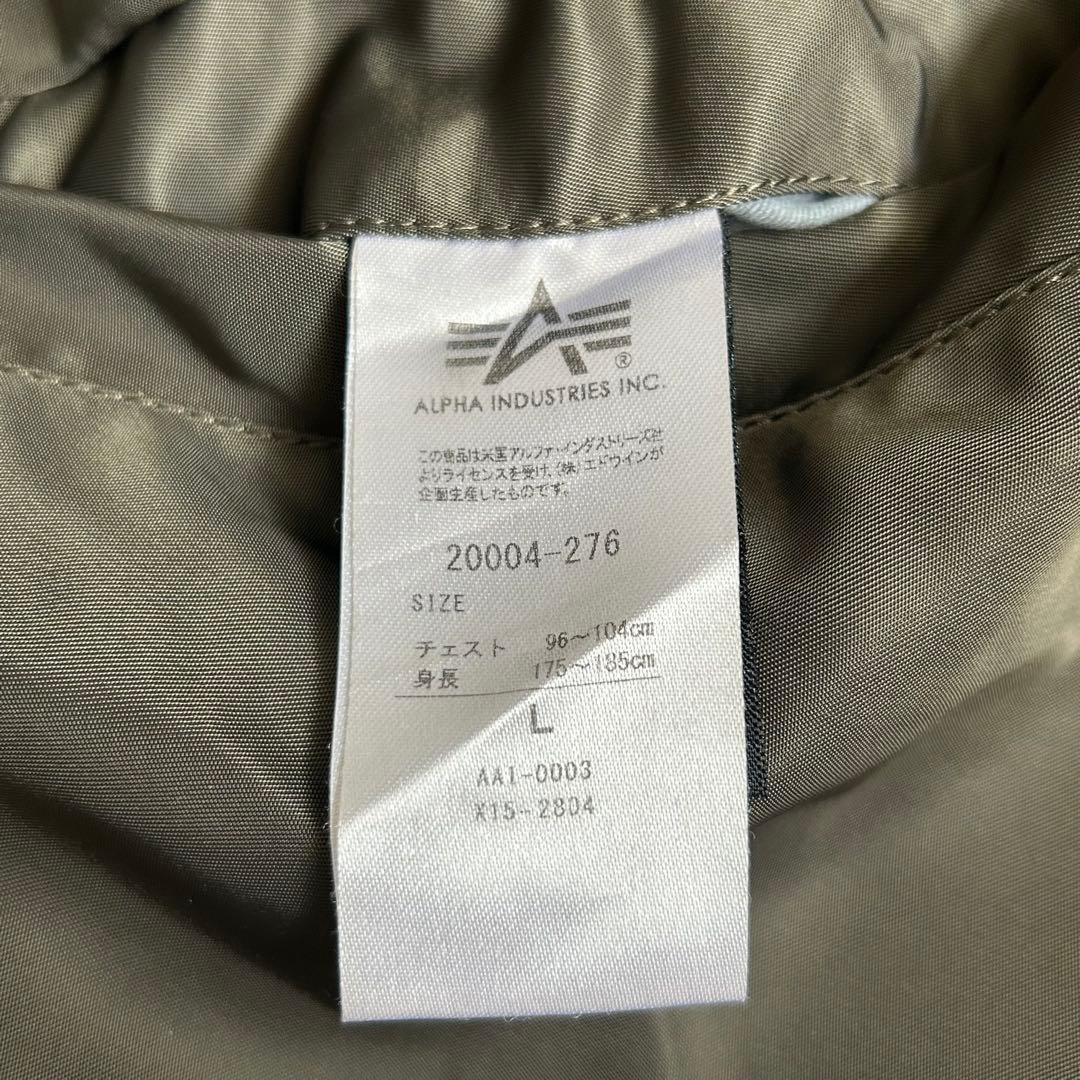 ®
ALPHA INDUSTRIES INC.
この商品は米国アルファ・インダストリーズ社
よりライセンスを受け、(株)エドウインが
企画生産したものです。
20004-276
SIZE
チェスト 96~104cm
身長 175~185cm
L
AA1-0003
X15-2804